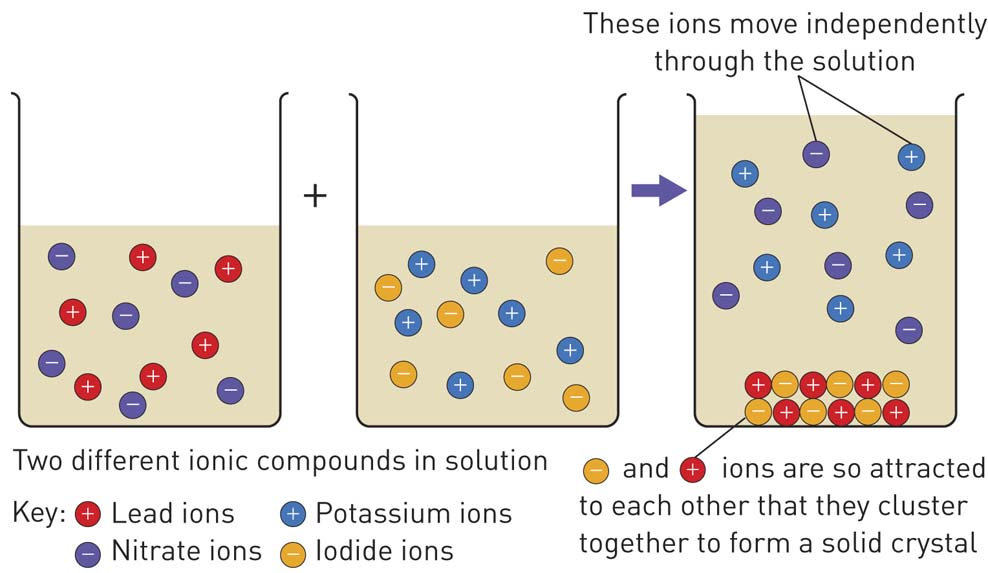 These ions move independently
through the solution
+
Two different ionic compounds in solution
Key: + Lead ions + Potassium ions
− Nitrate ions − Iodide ions
− and + ions are so attracted
to each other that they cluster
together to form a solid crystal